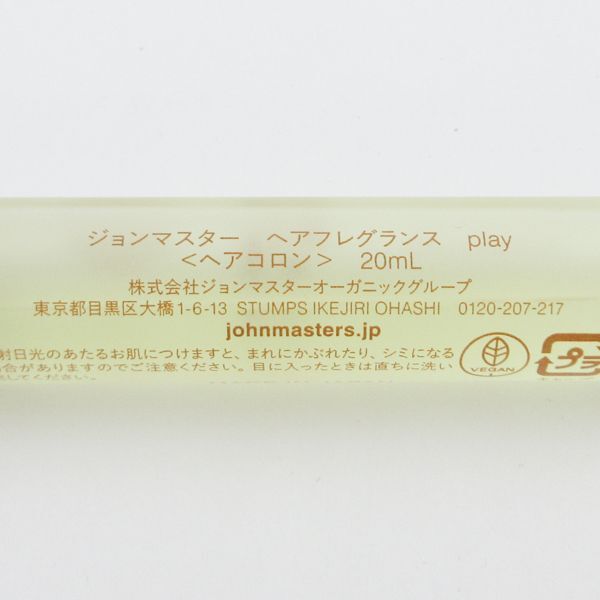 ジョンマスター　ヘアフレグランス　play
＜ヘアコロン＞　20mL
株式会社ジョンマスターオーガニックグループ
東京都目黒区大橋1-6-13 STUMPS IKEJIRI OHASHI 0120-207-217
johnmasters.jp
射日光のあたるお肌につけますと、まれにかぶれたり、シミになる
合がありますのでご注意ください。目に入ったときは直ちに洗い
VEGAN
プラ